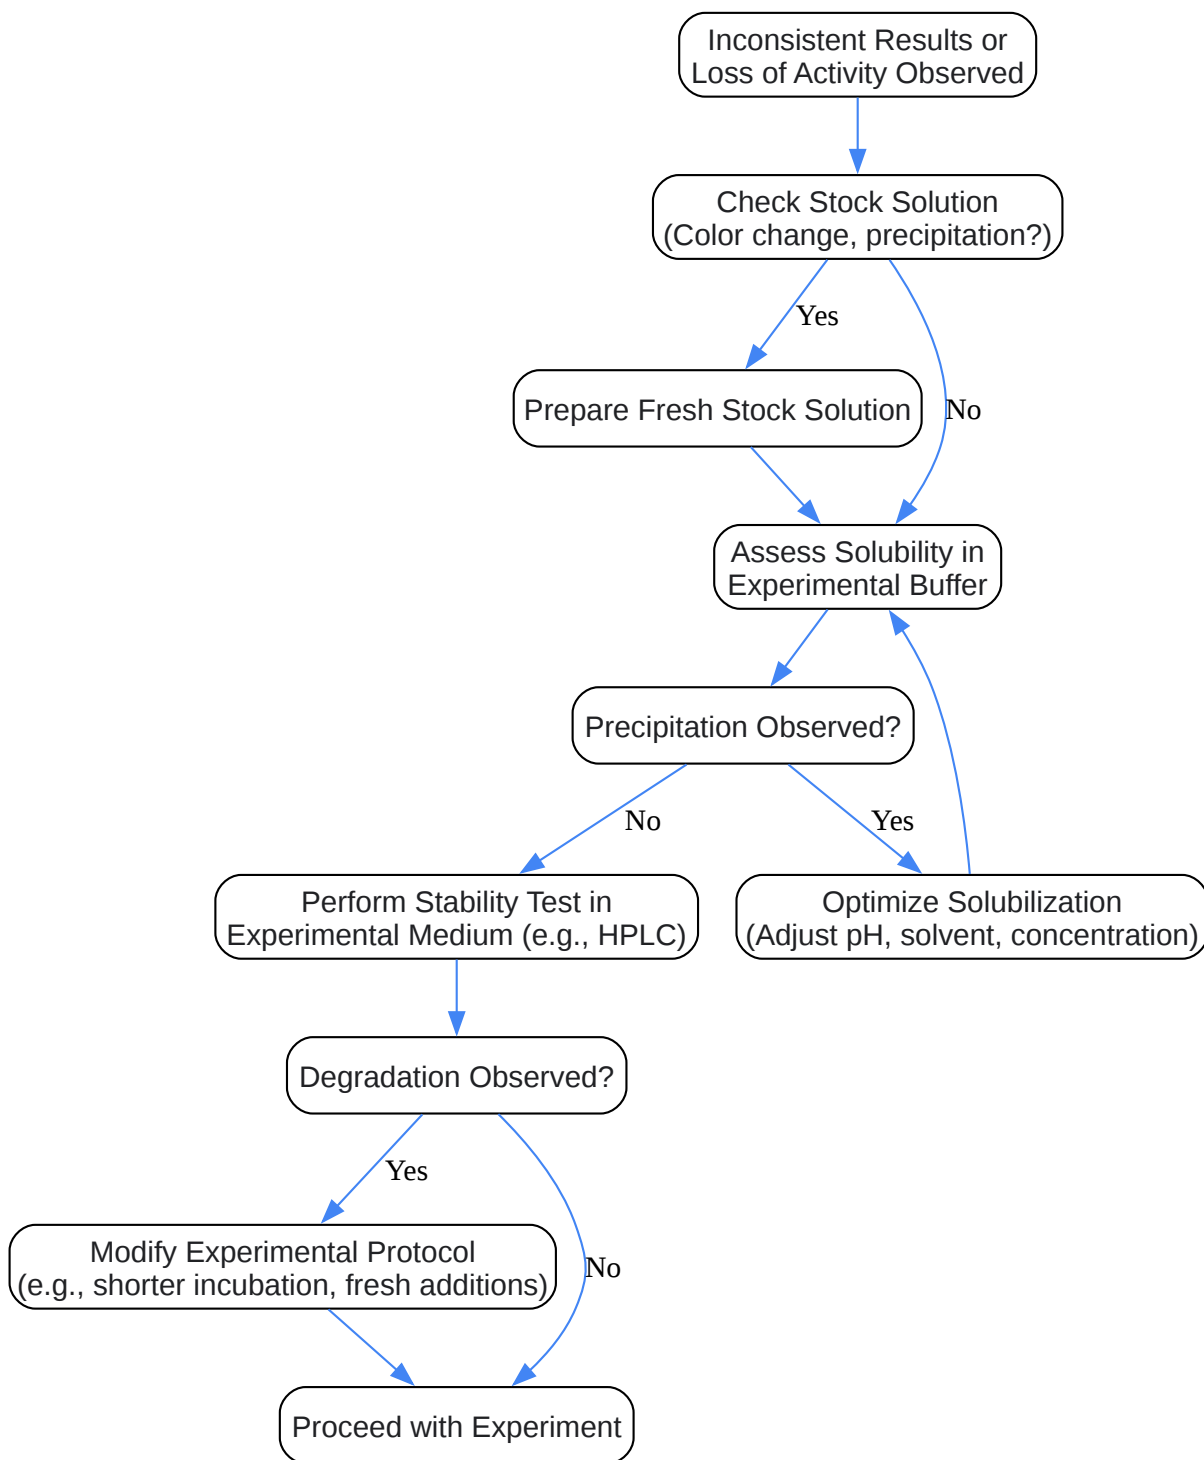 Inconsistent Results or
Loss of Activity Observed
Check Stock Solution
(Color change, precipitation?)
Yes
Prepare Fresh Stock Solution
No
Assess Solubility in
Experimental Buffer
Precipitation Observed?
No
Yes
Perform Stability Test in
Experimental Medium (e.g., HPLC)
Optimize Solubilization
(Adjust pH, solvent, concentration)
Degradation Observed?
Yes
Modify Experimental Protocol
(e.g., shorter incubation, fresh additions)
No
Proceed with Experiment